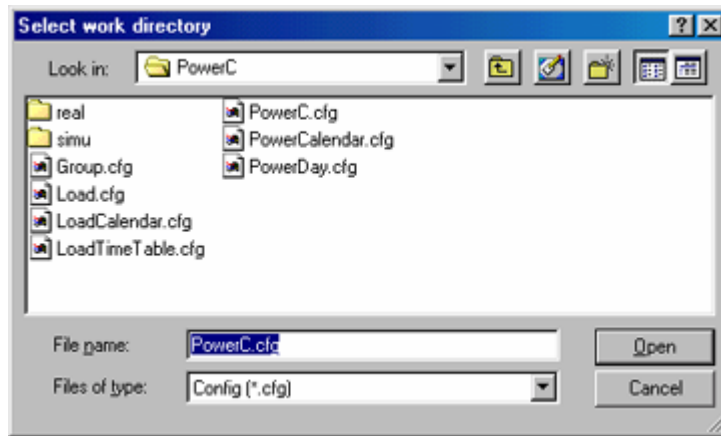 Select work directory
Look in: PowerC
real
simu
Group.cfg
Load.cfg
LoadCalendar.cfg
LoadTimeTable.cfg
PowerC.cfg
PowerCalendar.cfg
PowerDay.cfg
File name: PowerC.cfg
Open
Files of type: Config (*.cfg)
Cancel